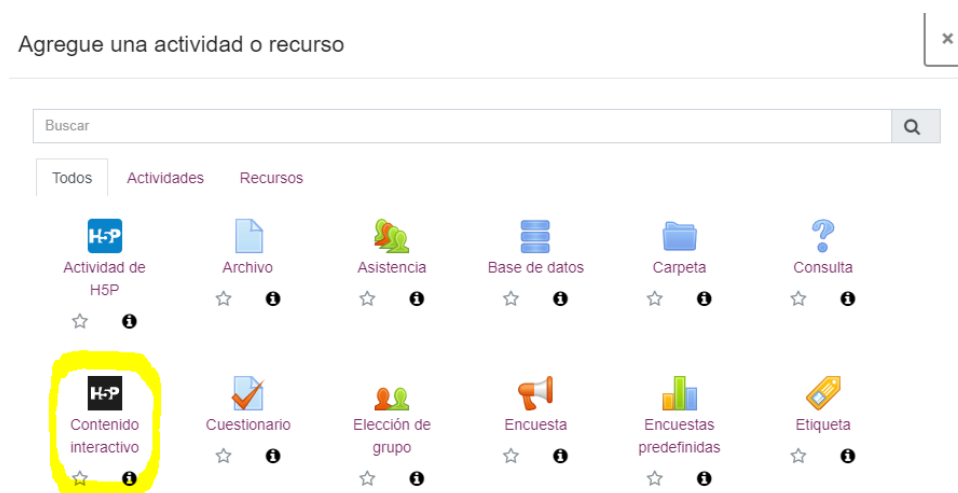 Agregue una actividad o recurso
×
Buscar
Todos Actividades Recursos
H5P
Actividad de
H5P
Archivo
Asistencia
Base de datos
Carpeta
Consulta
H5P
Contenido
interactivo
Cuestionario
Elección de
grupo
Encuesta
Encuestas
predefinidas
Etiqueta